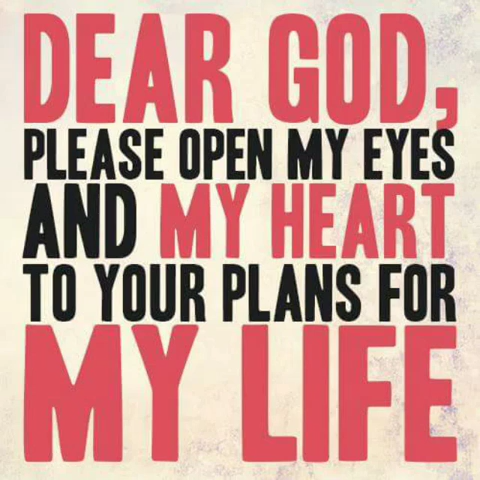 DEAR GOD,
PLEASE OPEN MY EYES
AND MY HEART
TO YOUR PLANS FOR
MY LIFE